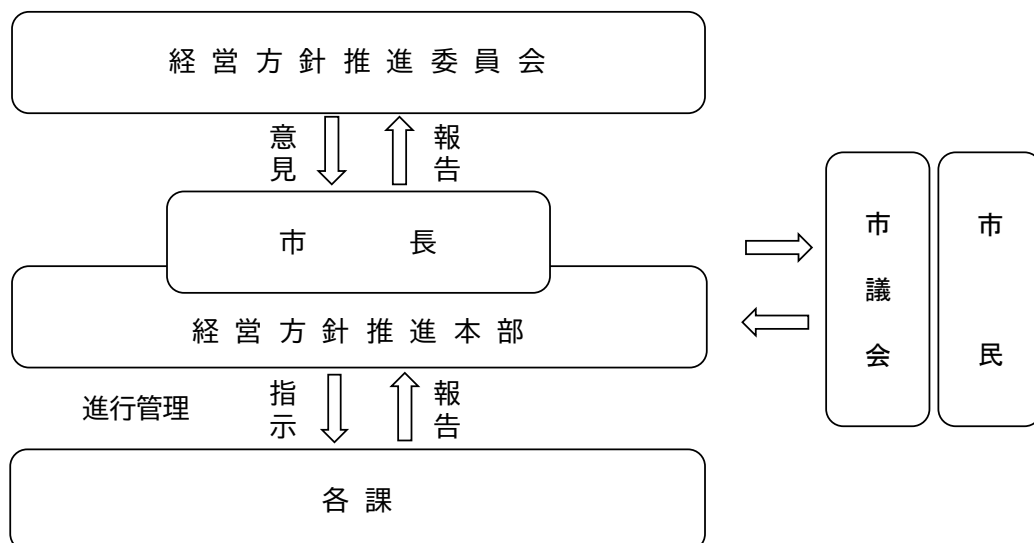 経営方針推進委員会
意見
報告
市長
経営方針推進本部
進行管理
指示
報告
各課
市議会
市民